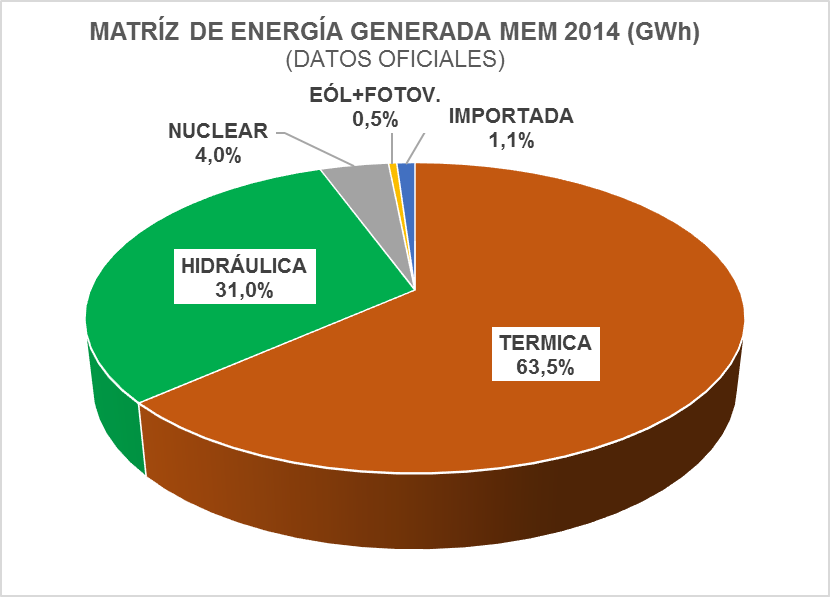 MATRÍZ DE ENERGÍA GENERADA MEM 2014 (GWh)
(DATOS OFICIALES)
EÓL+FOTOV.
0,5%
IMPORTADA
1,1%
NUCLEAR
4,0%
HIDRÁULICA
31,0%
TERMICA
63,5%